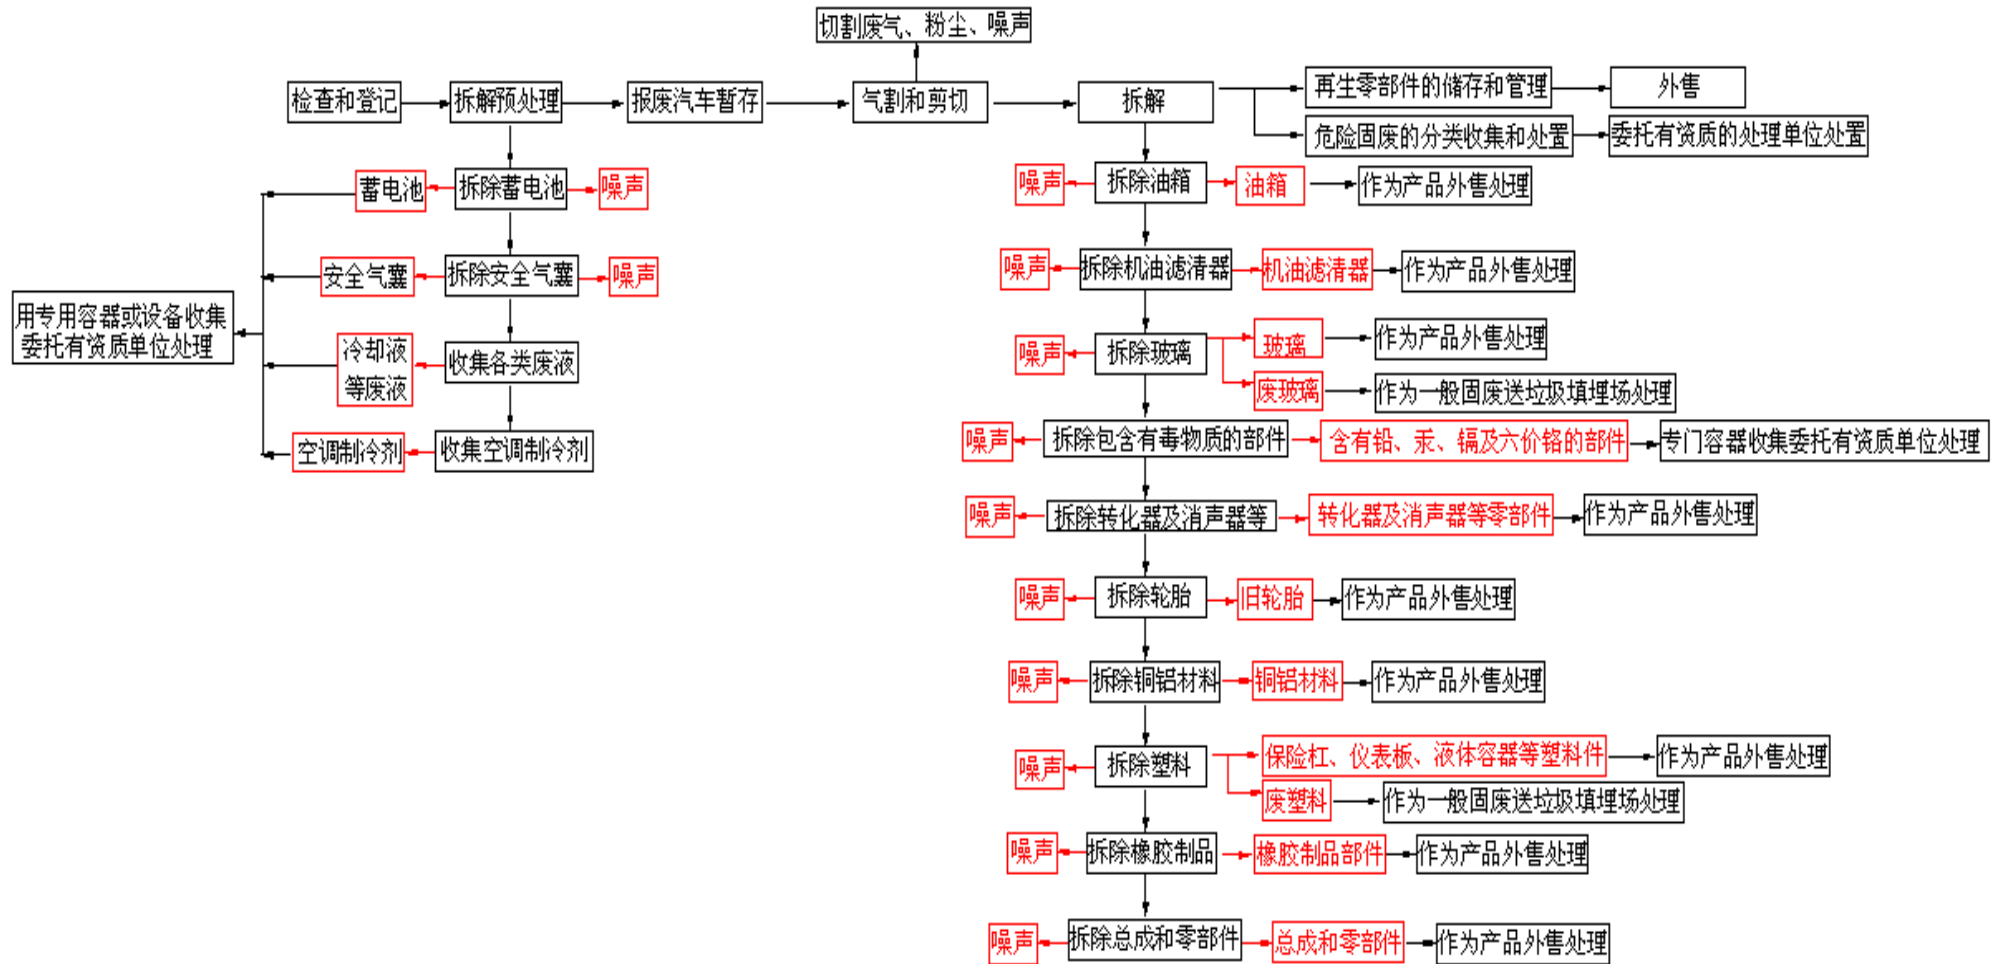 切割废气、粉尘、噪声
检查和登记
拆解预处理
报废汽车暂存
气割和剪切
拆解
再生零部件的储存和管理
外售
危险固废的分类收集和处置
委托有资质的处理单位处置
蓄电池
拆除蓄电池
噪声
安全气囊
拆除安全气囊
噪声
用专用容器或设备收集
委托有资质单位处理
冷却液
等废液
收集各类废液
空调制冷剂
收集空调制冷剂
噪声
拆除油箱
油箱
作为产品外售处理
噪声
拆除机油滤清器
机油滤清器
作为产品外售处理
噪声
拆除玻璃
玻璃
作为产品外售处理
废玻璃
作为一般固废送垃圾填埋场处理
噪声
拆除包含有毒物质的部件
含有铅、汞、镉及六价铬的部件
专门容器收集委托有资质单位处理
噪声
拆除转化器及消声器等
转化器及消声器等零部件
作为产品外售处理
噪声
拆除轮胎
旧轮胎
作为产品外售处理
噪声
拆除铜铝材料
铜铝材料
作为产品外售处理
噪声
拆除塑料
保险杠、仪表板、液体容器等塑料件
作为产品外售处理
废塑料
作为一般固废送垃圾填埋场处理
噪声
拆除橡胶制品
橡胶制品部件
作为产品外售处理
噪声
拆除总成和零部件
总成和零部件
作为产品外售处理